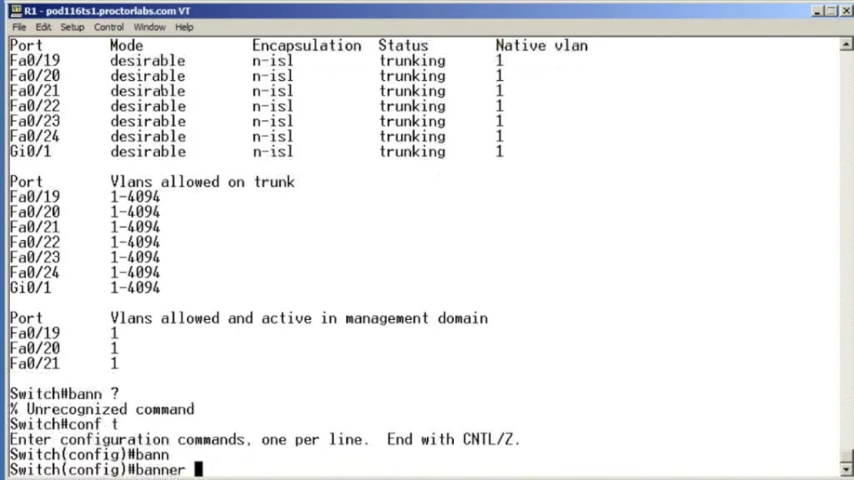 R1 - pod116ts1.proctorlabs.com VT
File Edit Setup Control Window Help
Port Mode Encapsulation Status Native vlan
Fa0/19 desirable n-isl trunking 1
Fa0/20 desirable n-isl trunking 1
Fa0/21 desirable n-isl trunking 1
Fa0/22 desirable n-isl trunking 1
Fa0/23 desirable n-isl trunking 1
Fa0/24 desirable n-isl trunking 1
Gi0/1 desirable n-isl trunking 1
Port Vlans allowed on trunk
Fa0/19 1-4094
Fa0/20 1-4094
Fa0/21 1-4094
Fa0/22 1-4094
Fa0/23 1-4094
Fa0/24 1-4094
Gi0/1 1-4094
Port Vlans allowed and active in management domain
Fa0/19 1
Fa0/20 1
Fa0/21 1
Switch#bann ?
% Unrecognized command
Switch#conf t
Enter configuration commands, one per line. End with CNTL/Z.
Switch(config)#bann
Switch(config)#banner